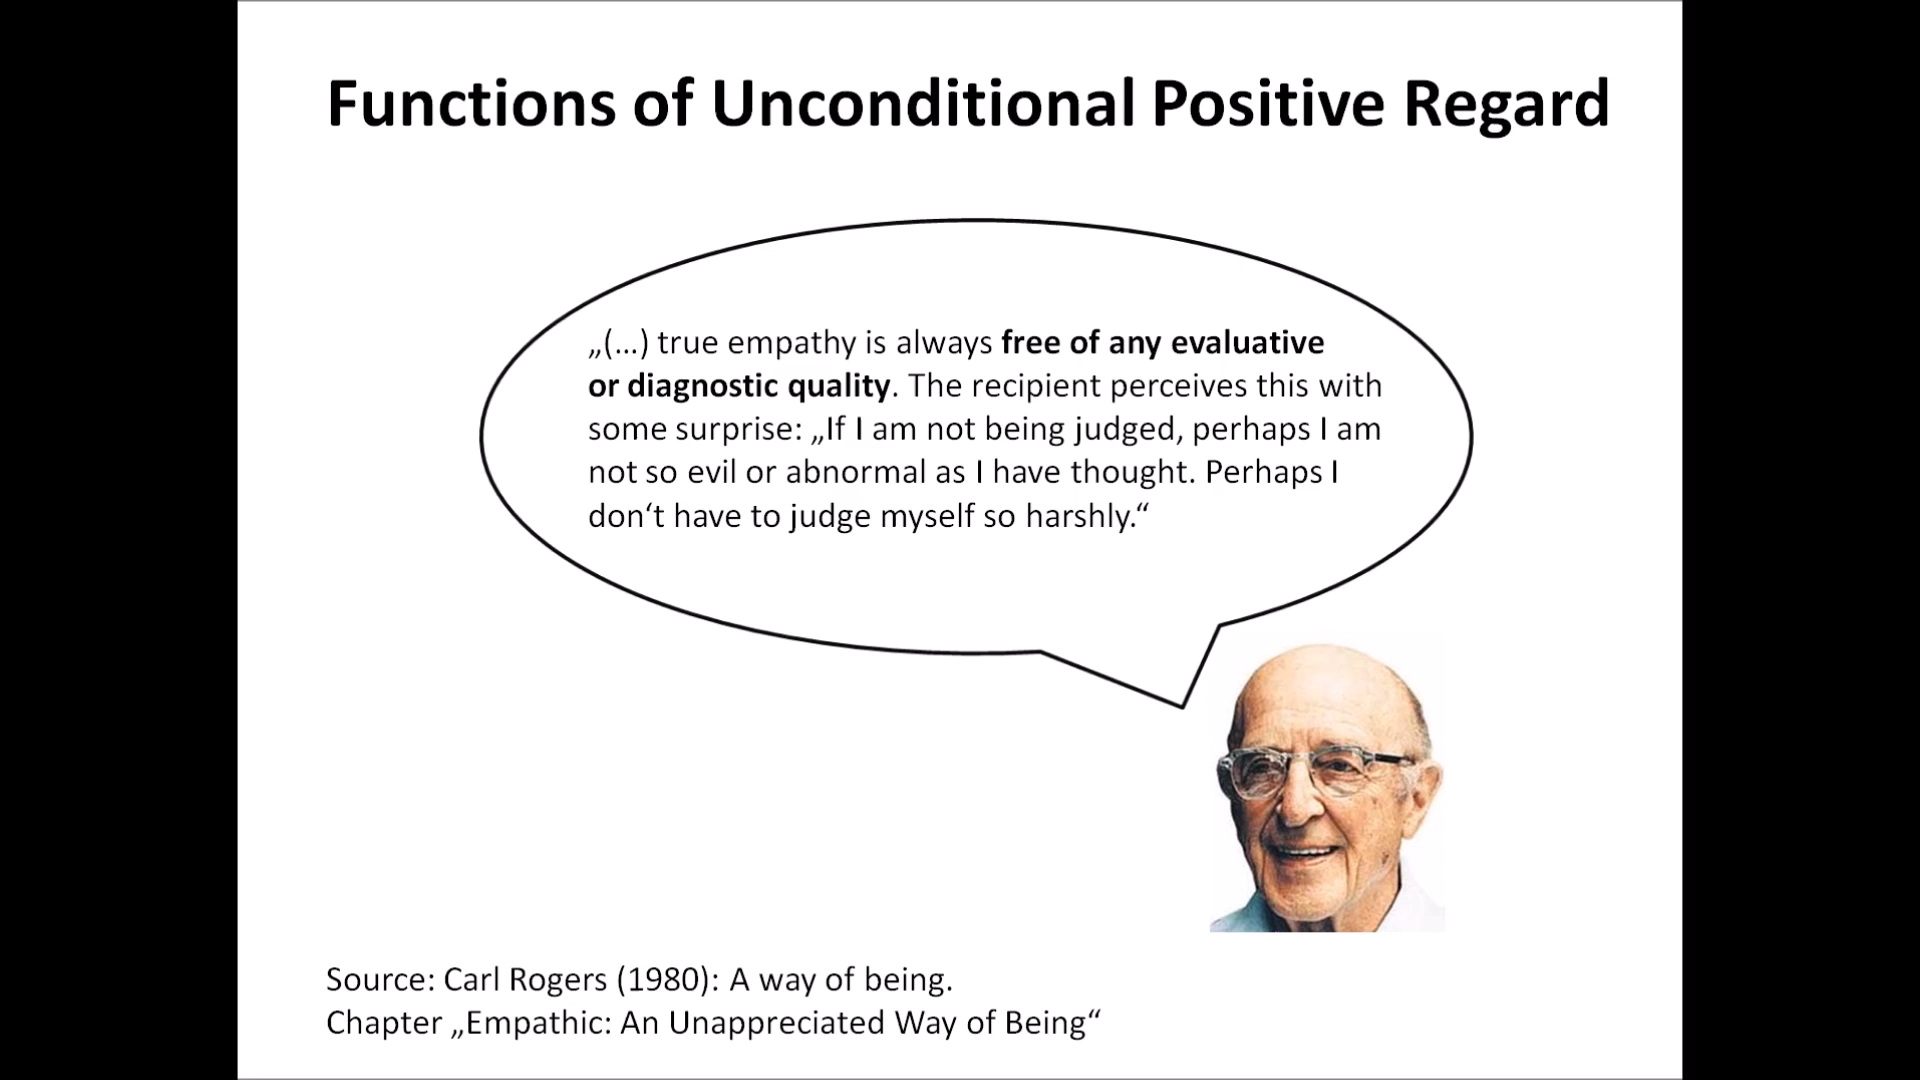 Functions of Unconditional Positive Regard
„(...) true empathy is always free of any evaluative
or diagnostic quality. The recipient perceives this with
some surprise: „If I am not being judged, perhaps I am
not so evil or abnormal as I have thought. Perhaps I
don‘t have to judge myself so harshly.“
Source: Carl Rogers (1980): A way of being.
Chapter „Empathic: An Unappreciated Way of Being“